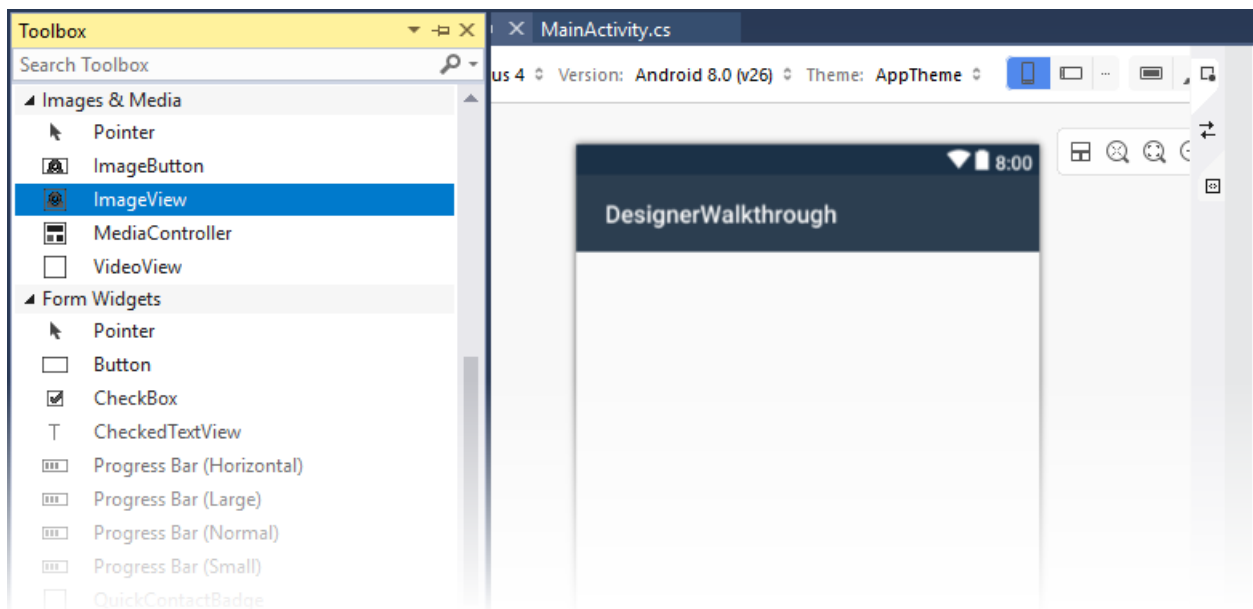 Toolbox
Search Toolbox
Images & Media
Pointer
ImageButton
ImageView
MediaController
VideoView
Form Widgets
Pointer
Button
CheckBox
CheckedTextView
Progress Bar (Horizontal)
Progress Bar (Large)
Progress Bar (Normal)
Progress Bar (Small)
QuickContactBadge
MainActivity.cs
us 4 Version: Android 8.0 (v26) Theme: AppTheme
8:00
DesignerWalkthrough